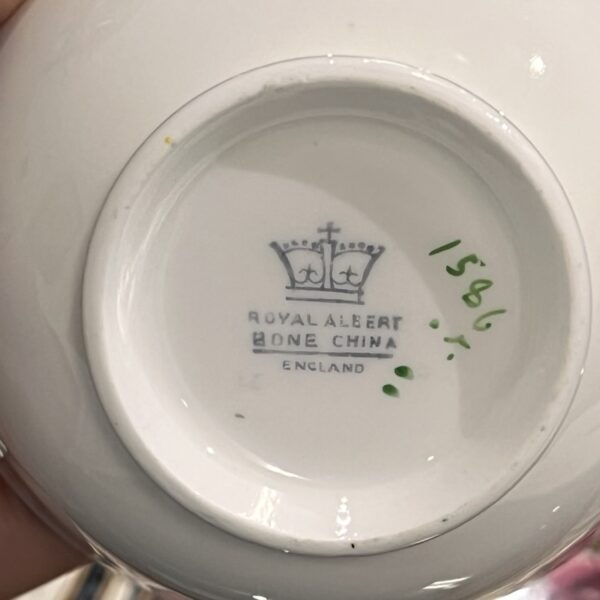 ROYAL ALBERT
BONE CHINA
ENGLAND
1586